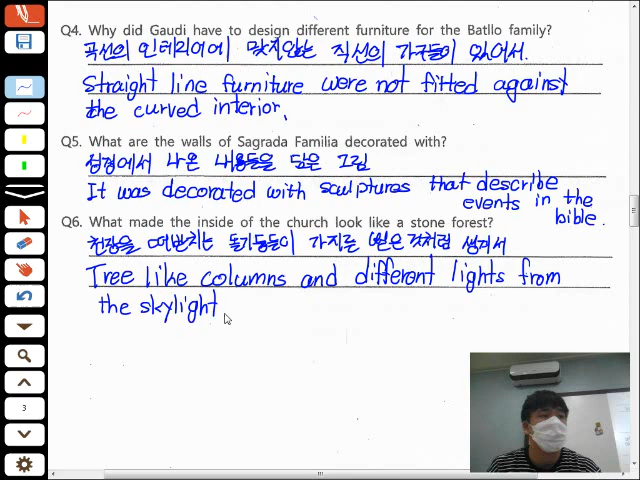 Q4. Why did Gaudi have to design different furniture for the Batllo family?
곡선의 인테리어에 맞지않는 직선의 가구들이 있어서.
Straight line furniture were not fitted against
the curved interior.
Q5. What are the walls of Sagrada Familia decorated with?
성경에서 나온 내용들을 담은 그림
It was decorated with sculptures that describe
events in the
bible.
Q6. What made the inside of the church look like a stone forest?
천장을 떠받치는 돌기둥들이 가지로 뻗은 것처럼 생겨서
Tree like columns and different lights from
the skylight
3